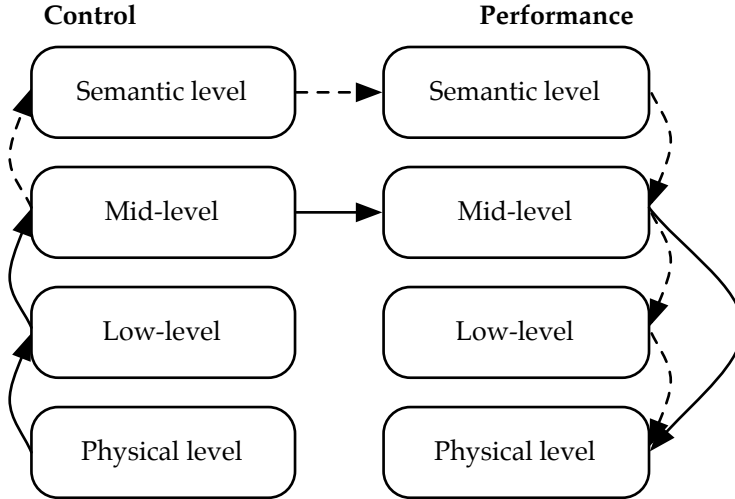 Control Performance
Semantic level Semantic level
Mid-level Mid-level
Low-level Low-level
Physical level Physical level